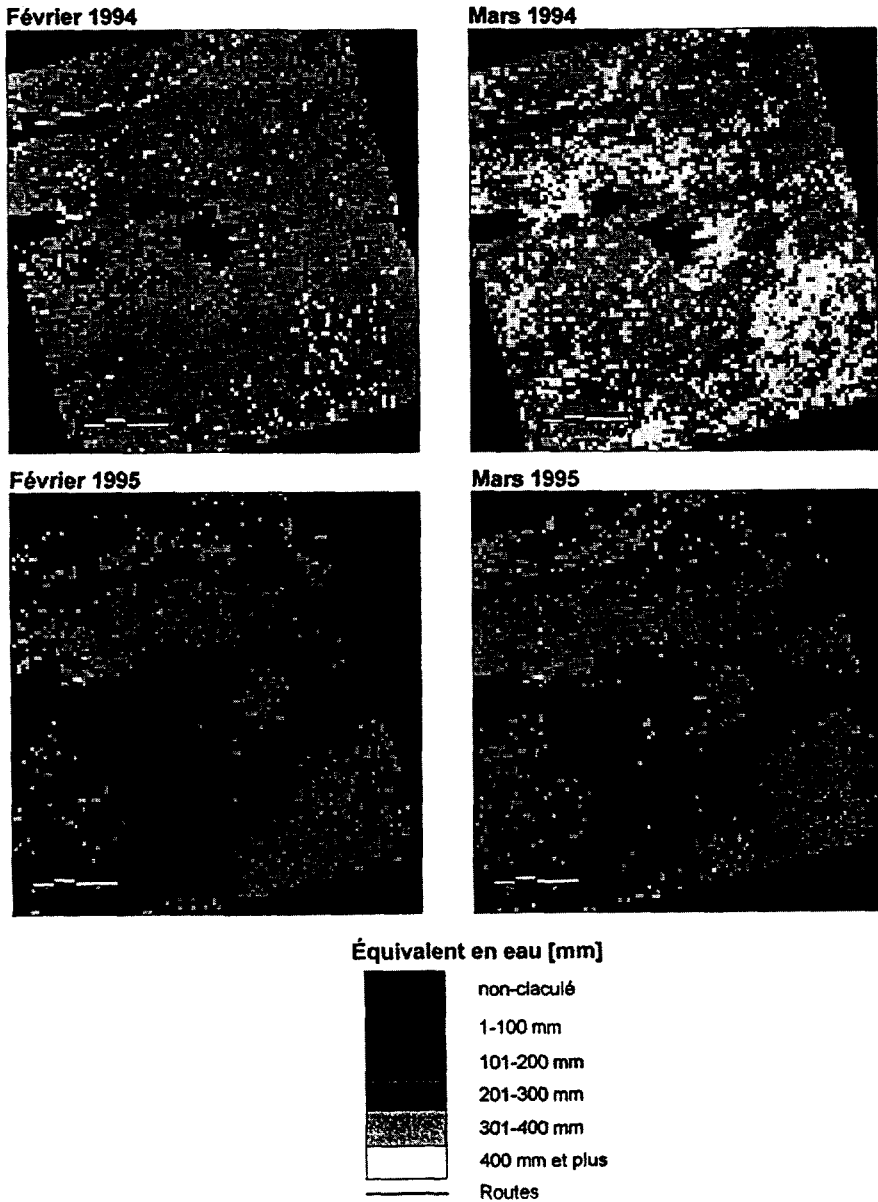 Février 1994
Mars 1994
Février 1995
Mars 1995
Équivalent en eau [mm]
non-claculé
1-100 mm
101-200 mm
201-300 mm
301-400 mm
400 mm et plus
Routes